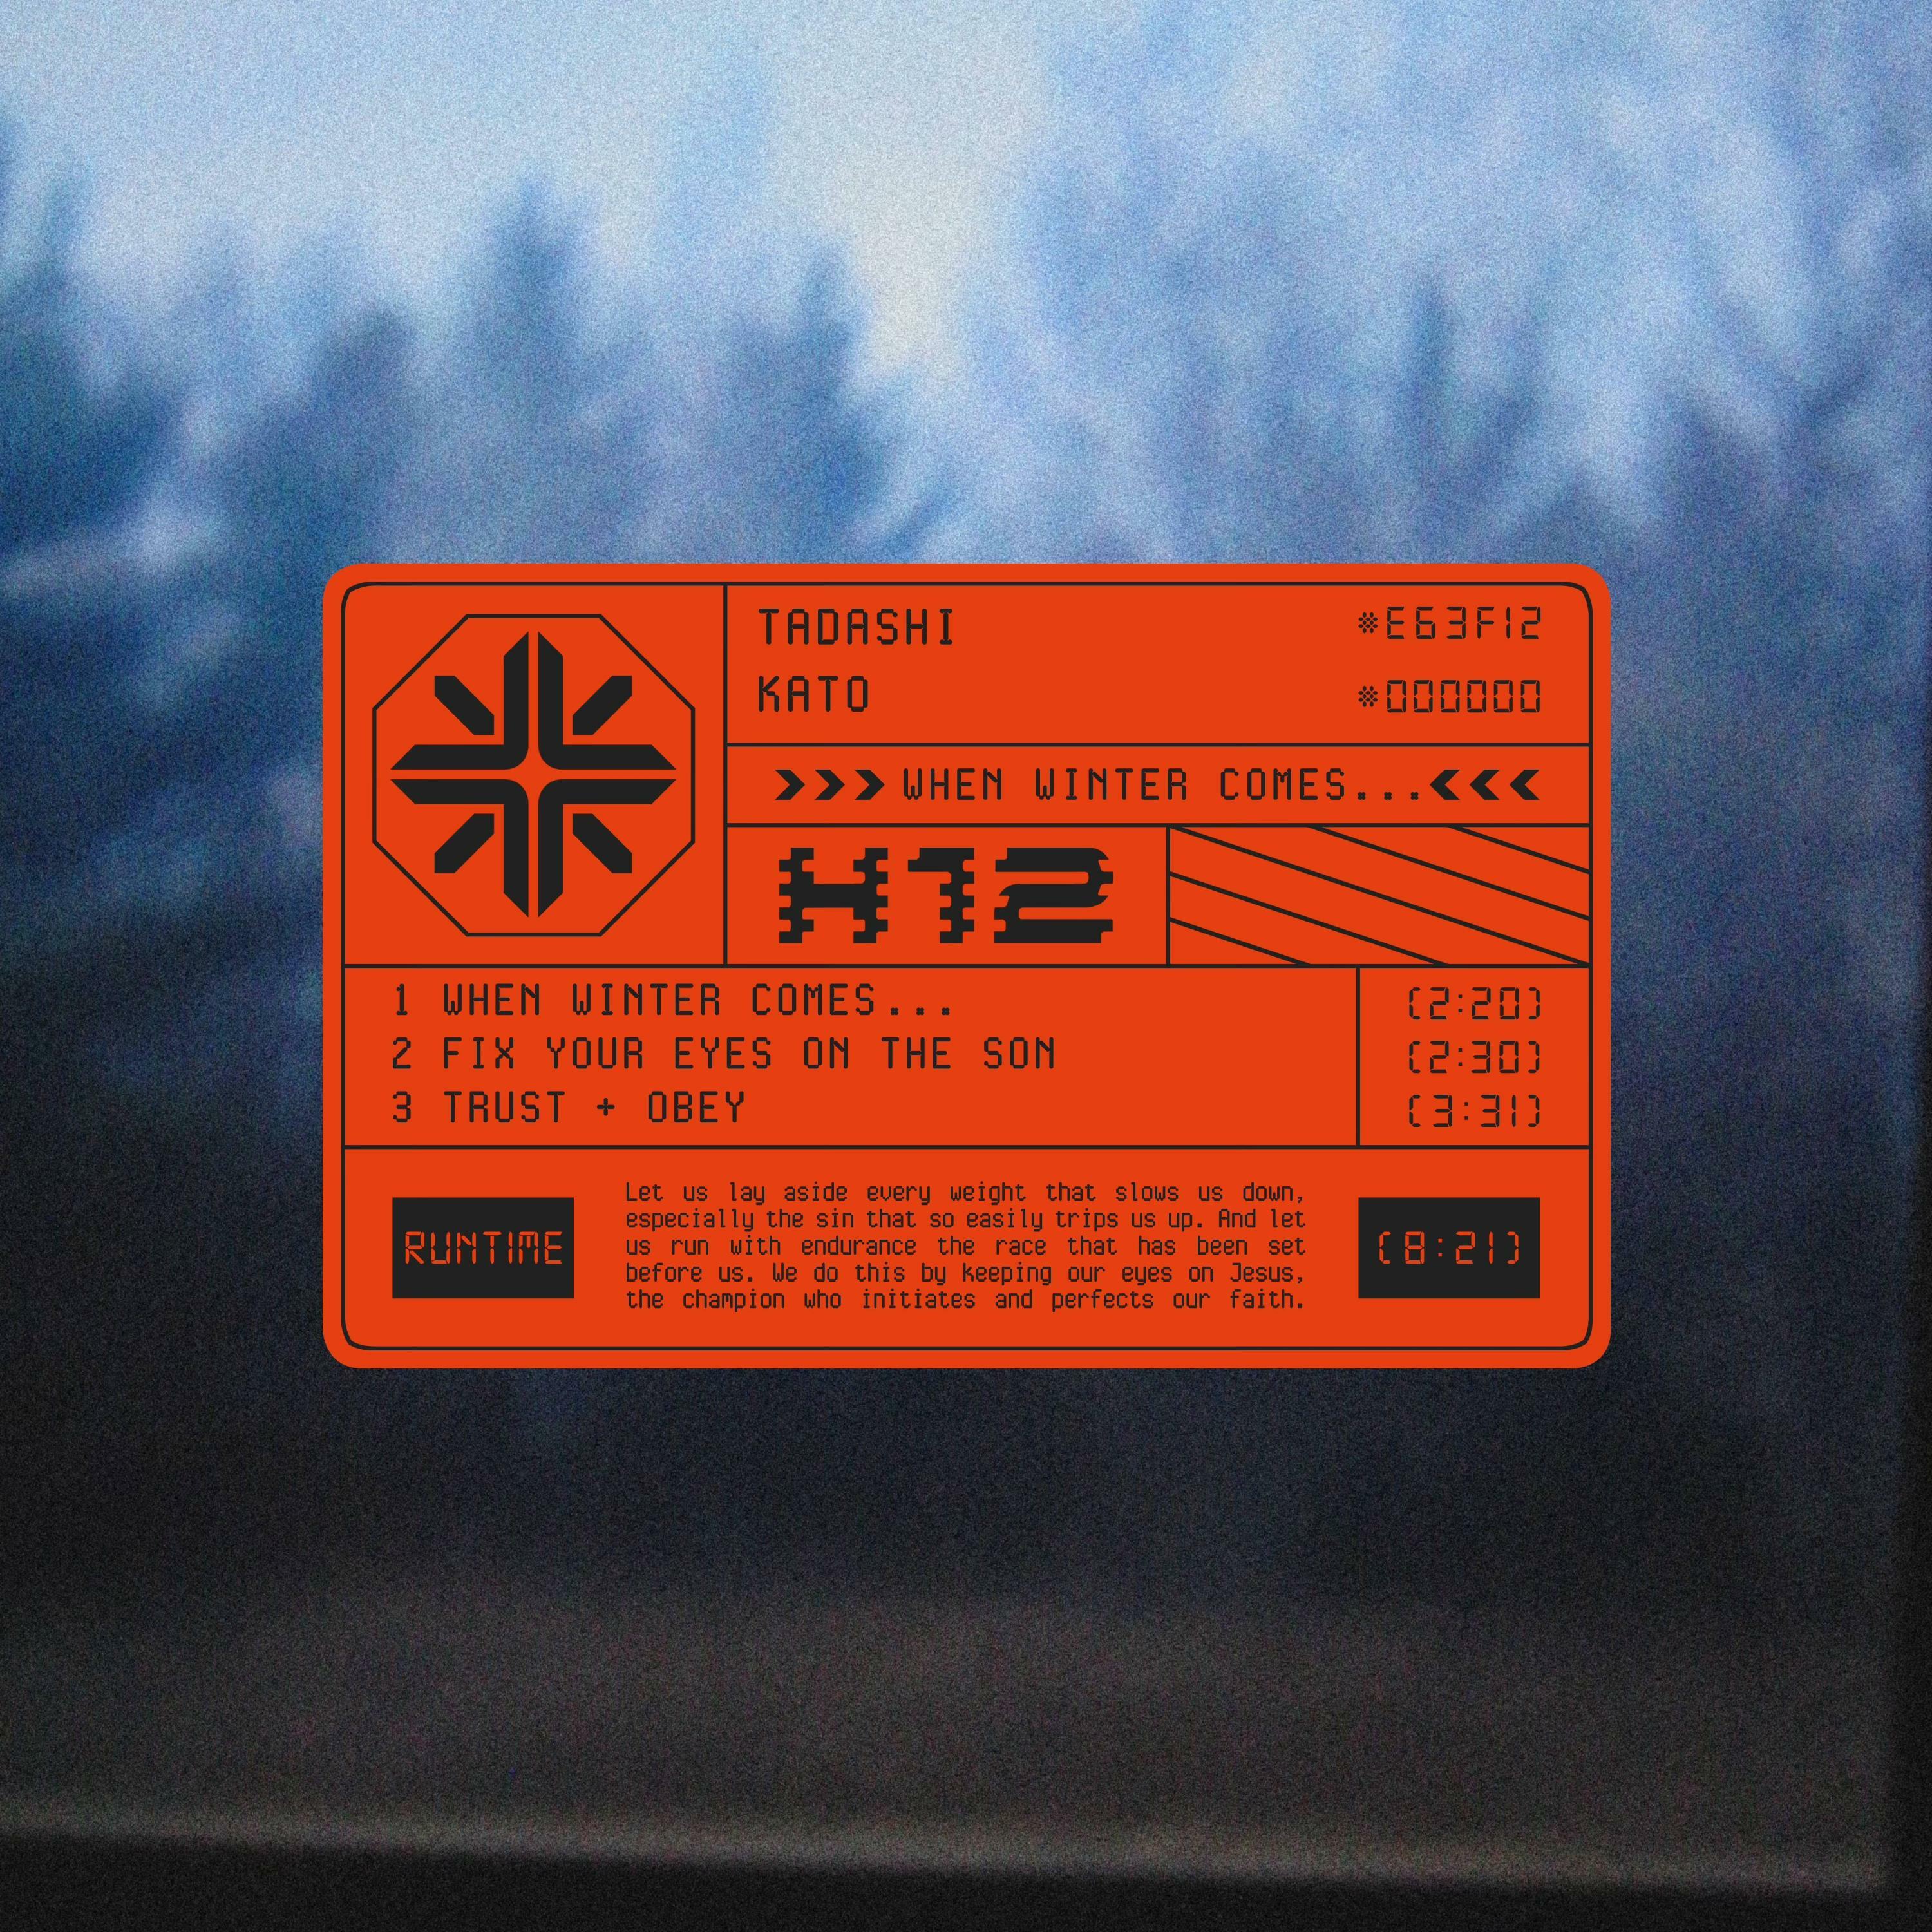 TADASHI
KATO
#E63F12
#000000
>>> WHEN WINTER COMES...<<<
H12
1 WHEN WINTER COMES... (2:20)
2 FIX YOUR EYES ON THE SON (2:30)
3 TRUST + OBEY (3:31)
RUNTIME
Let us lay aside every weight that slows us down,
especially the sin that so easily trips us up. And let
us run with endurance the race that has been set
before us. We do this by keeping our eyes on Jesus,
the champion who initiates and perfects our faith.
(8:21)